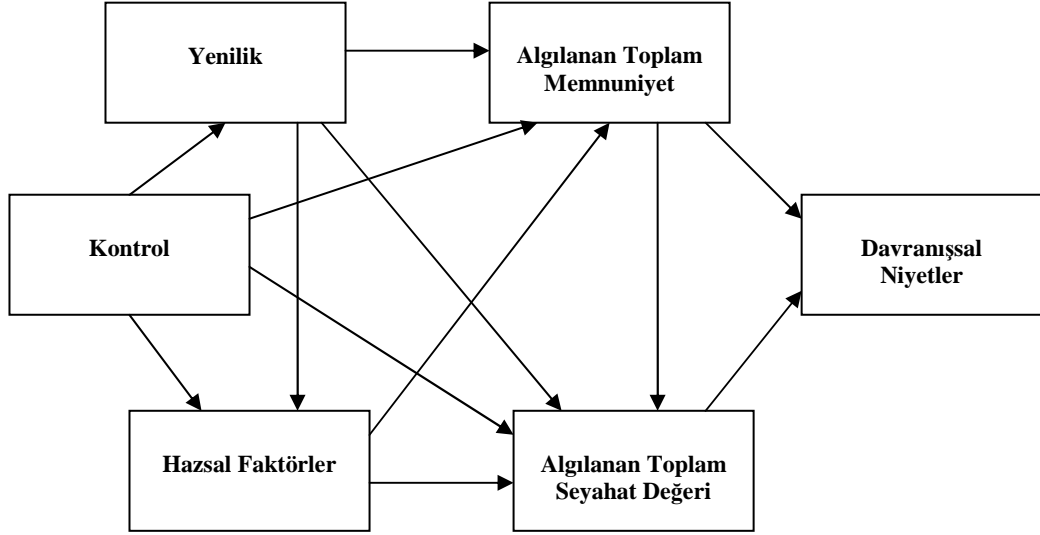 Yenilik
Algılanan Toplam
Memnuniyet
Kontrol
Davranışsal
Niyetler
Hazsal Faktörler
Algılanan Toplam
Seyahat Değeri